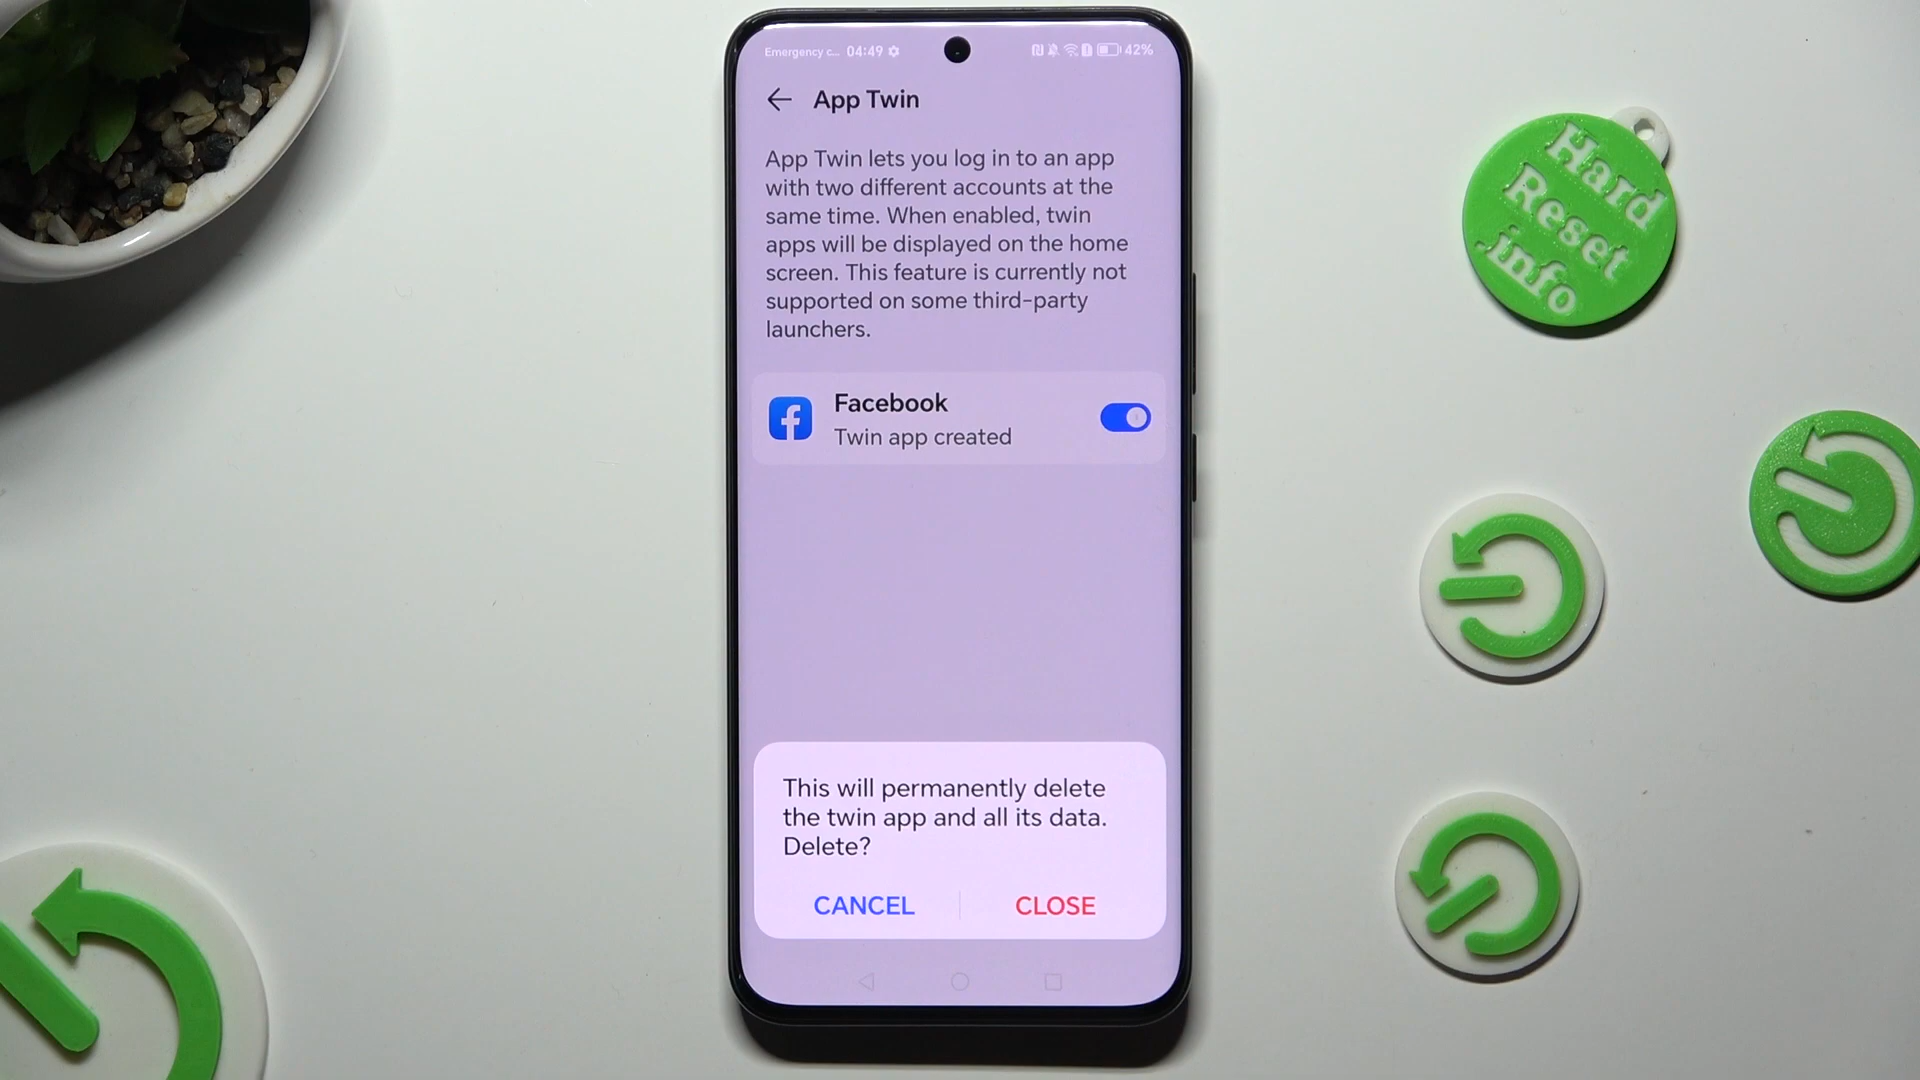 Emergency c... 04:49 42%
App Twin
App Twin lets you log in to an app
with two different accounts at the
same time. When enabled, twin
apps will be displayed on the home
screen. This feature is currently not
supported on some third-party
launchers.
Facebook
Twin app created
This will permanently delete
the twin app and all its data.
Delete?
CANCEL CLOSE
Hard
Reset
.info